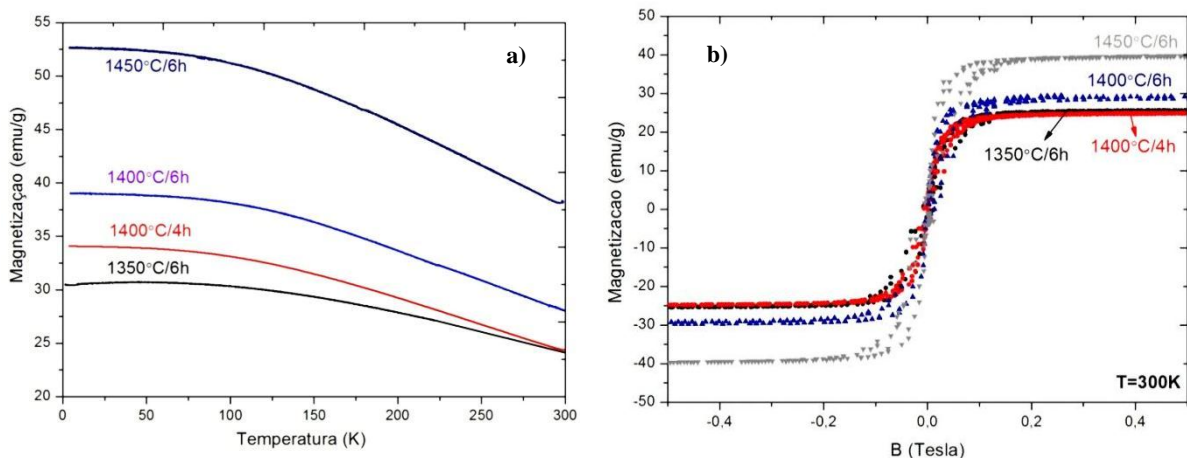 55
50
45
40
35
30
25
20
Magnetizaçao (emu/g)
a)
1450°C/6h
1400°C/6h
1400°C/4h
1350°C/6h
0 50 100 150 200 250 300
Temperatura (K)
50
40
30
20
10
0
-10
-20
-30
-40
-50
Magnetizacao (emu/g)
b)
1450°C/6h
1400°C/6h
1350°C/6h
1400°C/4h
T=300K
-0,4 -0,2 0,0 0,2 0,4
B (Tesla)